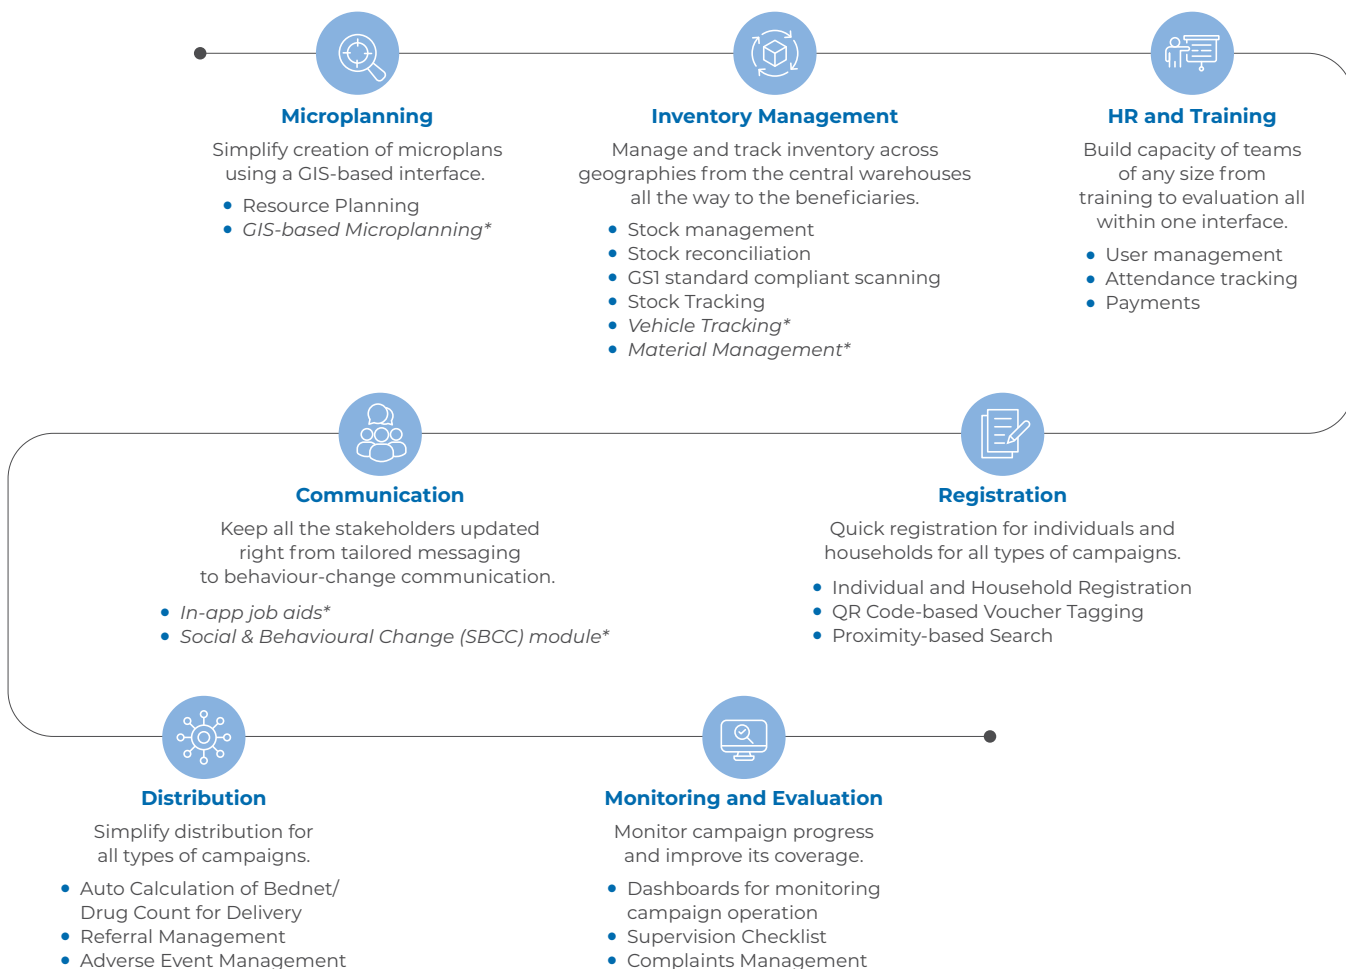 Microplanning
Simplify creation of microplans
using a GIS-based interface.
• Resource Planning
• GIS-based Microplanning*
Inventory Management
Manage and track inventory across
geographies from the central warehouses
all the way to the beneficiaries.
• Stock management
• Stock reconciliation
• GS1 standard compliant scanning
• Stock Tracking
• Vehicle Tracking*
• Material Management*
HR and Training
Build capacity of teams
of any size from
training to evaluation all
within one interface.
• User management
• Attendance tracking
• Payments
Registration
Quick registration for individuals and
households for all types of campaigns.
• Individual and Household Registration
• QR Code-based Voucher Tagging
• Proximity-based Search
Communication
Keep all the stakeholders updated
right from tailored messaging
to behaviour-change communication.
• In-app job aids*
• Social & Behavioural Change (SBCC) module*
Distribution
Simplify distribution for
all types of campaigns.
• Auto Calculation of Bednet/
Drug Count for Delivery
• Referral Management
• Adverse Event Management
Monitoring and Evaluation
Monitor campaign progress
and improve its coverage.
• Dashboards for monitoring
campaign operation
• Supervision Checklist
• Complaints Management